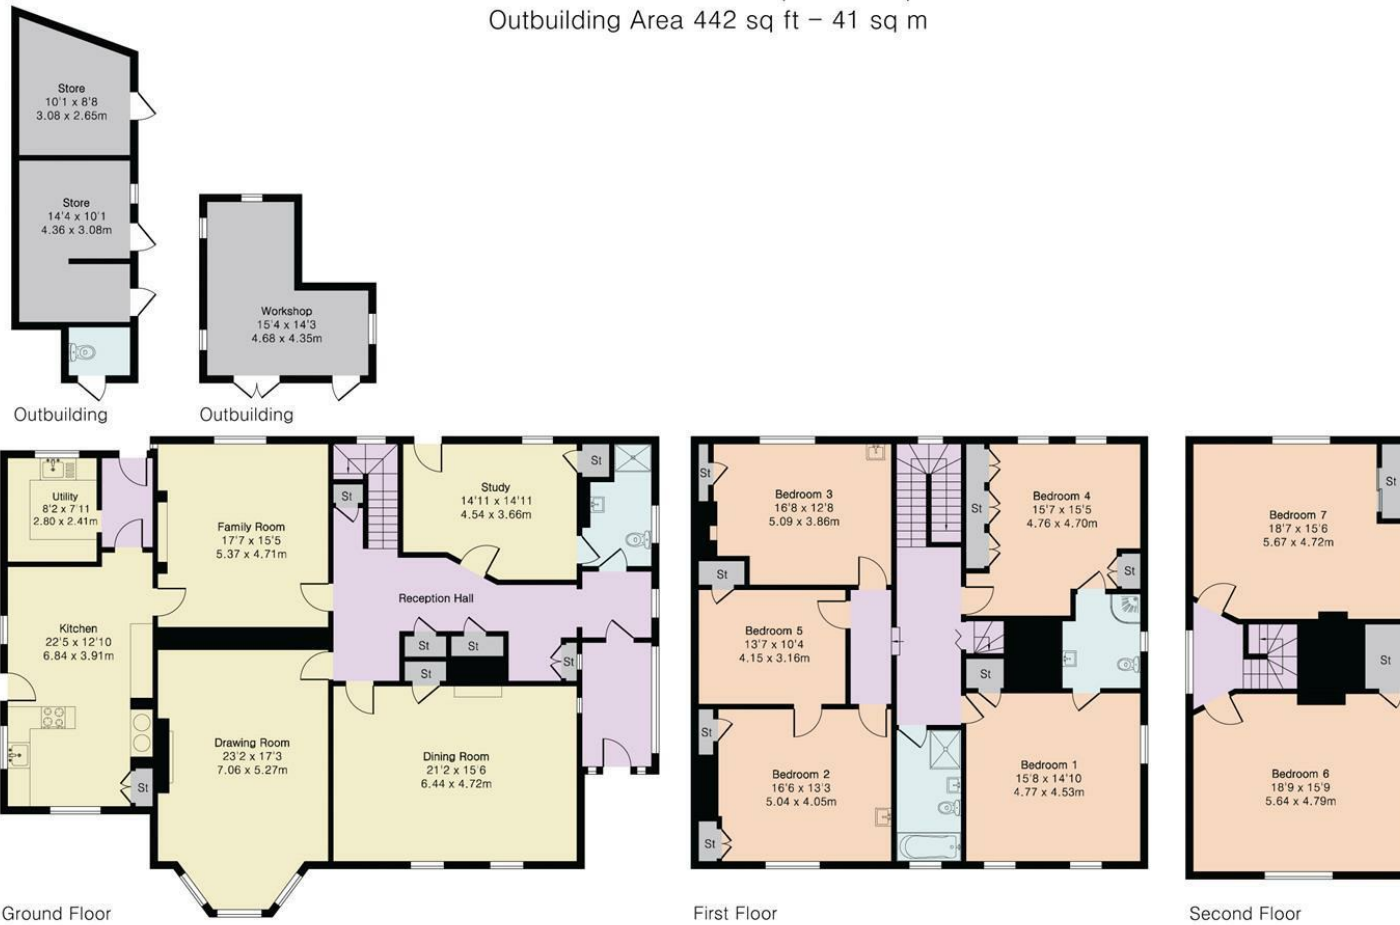 Outbuilding Area 442 sq ft - 41 sq m
Store
10'1 x 8'8
3.08 x 2.65m
Store
14'4 x 10'1
4.36 x 3.08m
Workshop
15'4 x 14'3
4.68 x 4.35m
Outbuilding
Outbuilding
Utility
8'2 x 7'11
2.80 x 2.41m
Family Room
17'7 x 15'5
5.37 x 4.71m
St
Study
14'11 x 14'11
4.54 x 3.66m
St
Reception Hall
Kitchen
22'5 x 12'10
6.84 x 3.91m
St
St
St
St
Drawing Room
23'2 x 17'3
7.06 x 5.27m
Dining Room
21'2 x 15'6
6.44 x 4.72m
St
Ground Floor
St
Bedroom 3
16'8 x 12'8
5.09 x 3.86m
St
St
Bedroom 4
15'7 x 15'5
4.76 x 4.70m
St
Bedroom 5
13'7 x 10'4
4.15 x 3.16m
St
St
Bedroom 2
16'6 x 13'3
5.04 x 4.05m
St
Bedroom 1
15'8 x 14'10
4.77 x 4.53m
First Floor
St
Bedroom 7
18'7 x 15'6
5.67 x 4.72m
St
Bedroom 6
18'9 x 15'9
5.64 x 4.79m
Second Floor